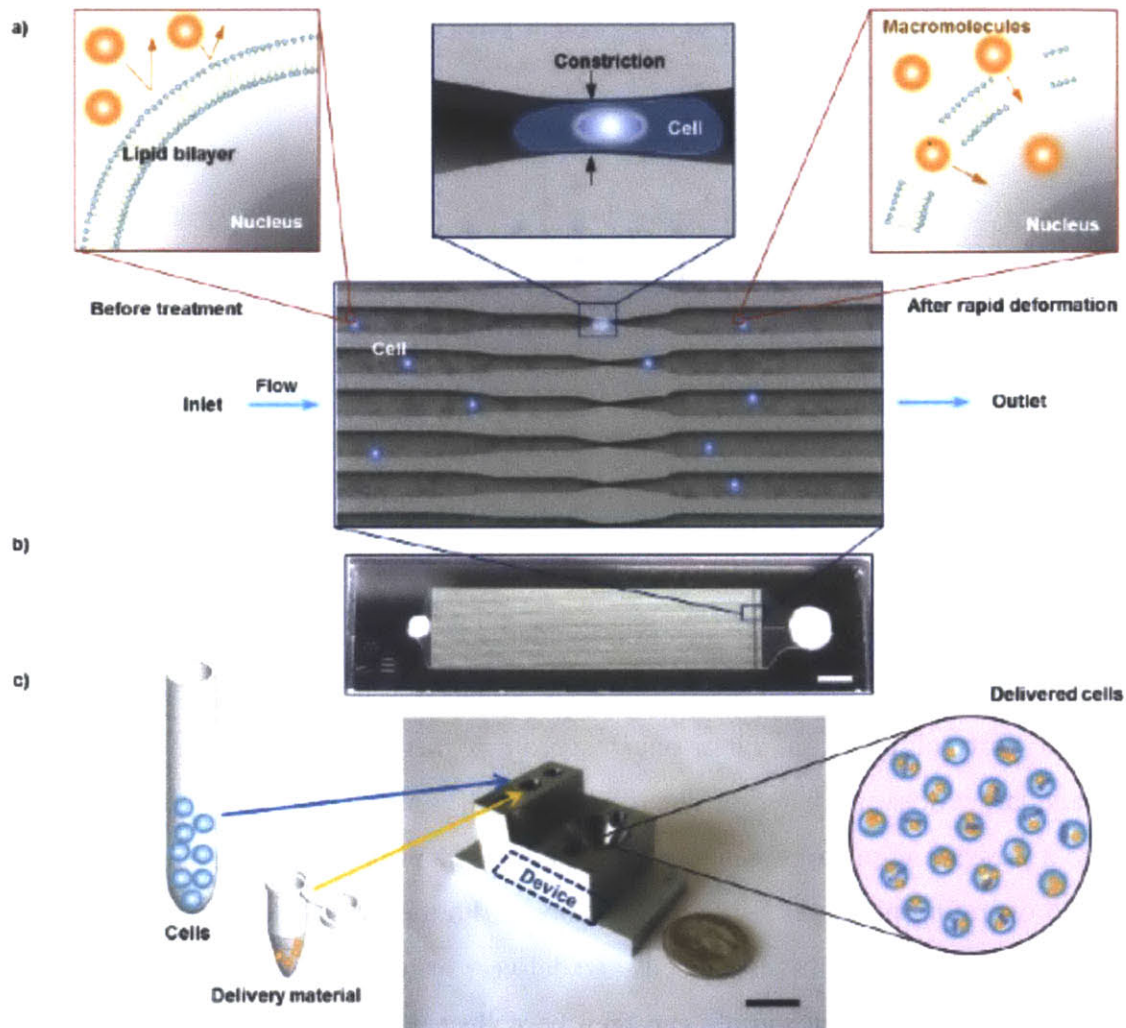 a)
Macromolecules
Constriction
Cell
Lipid bilayer
Nucleus
Nucleus
Before treatment
After rapid deformation
Cell
Flow
Inlet
Outlet
b)
c)
Delivered cells
Device
Cells
Delivery material